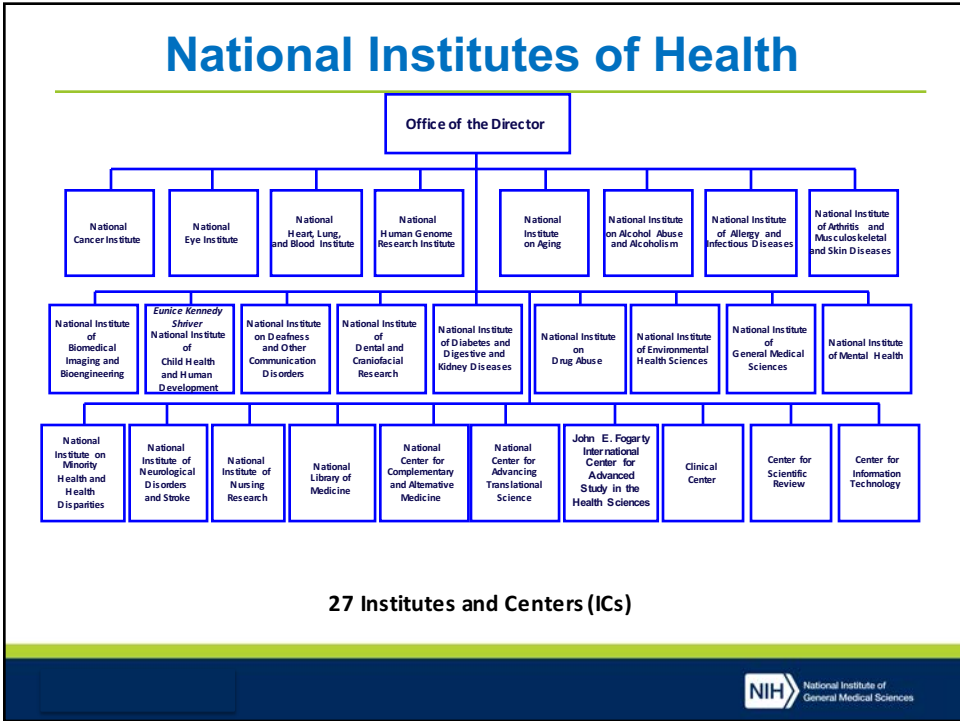 National Institutes of Health
Office of the Director
National
Cancer Institute
National
Eye Institute
National
Heart, Lung,
and Blood Institute
National
Human Genome
Research Institute
National
Institute
on Aging
National Institute
on Alcohol Abuse
and Alcoholism
National Institute
of Allergy and
Infectious Diseases
National Institute
of Arthritis and
Musculoskeletal
and Skin Diseases
National Institute
of
Biomedical
Imaging and
Bioengineering
Eunice Kennedy
Shriver
National Institute
of
Child Health
and Human
Development
National Institute
on Deafness
and Other
Communication
Disorders
National Institute
of
Dental and
Craniofacial
Research
National Institute
of Diabetes and
Digestive and
Kidney Diseases
National Institute
on
Drug Abuse
National Institute
of Environmental
Health Sciences
National Institute
of
General Medical
Sciences
National Institute
of Mental Health
National
Institute on
Minority
Health and
Health
Disparities
National
Institute of
Neurological
Disorders
and Stroke
National
Institute of
Nursing
Research
National
Library of
Medicine
National
Center for
Complementary
and Alternative
Medicine
National
Center for
Advancing
Translational
Science
John E. Fogarty
International
Center for
Advanced
Study in the
Health Sciences
Clinical
Center
Center for
Scientific
Review
Center for
Information
Technology
27 Institutes and Centers (ICs)
NIH
National Institute of
General Medical Sciences